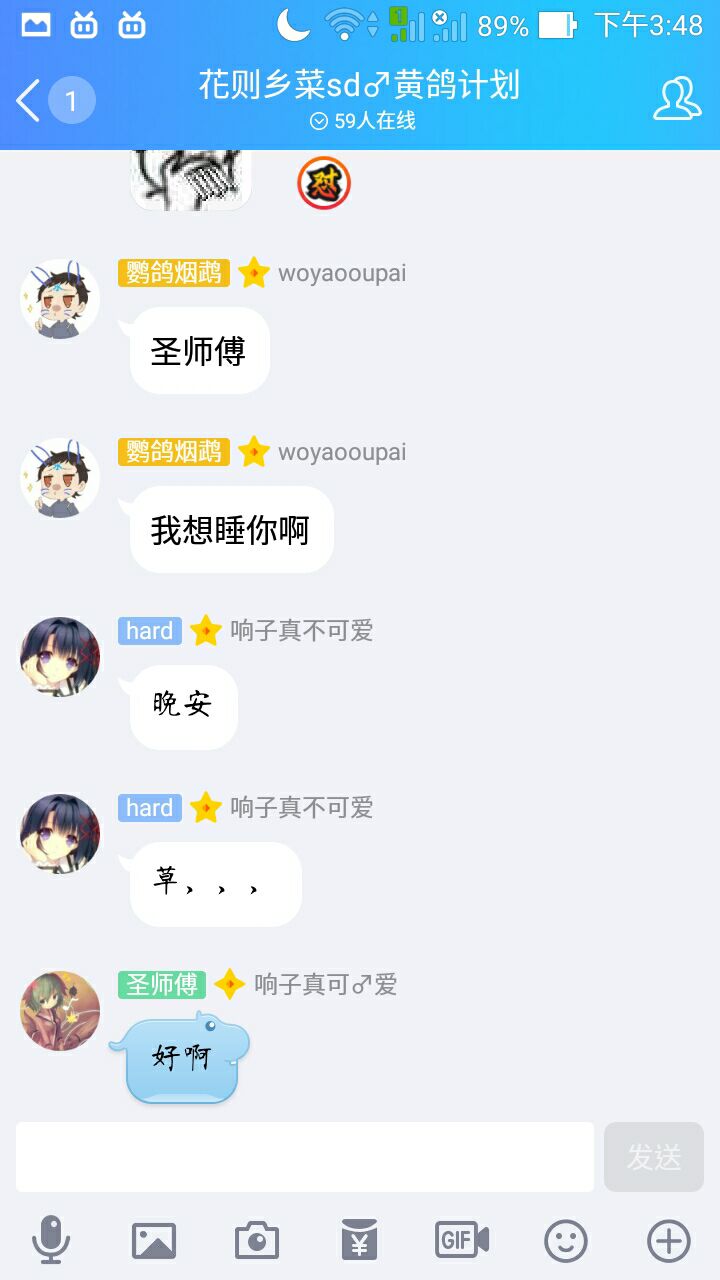 89% 下午3:48
1
花则乡菜sd♂黄鸽计划
59人在线
怼
鹦鸽烟鹉 woyaooupai
圣师傅
鹦鸽烟鹉 woyaooupai
我想睡你啊
hard 响子真不可爱
晚安
hard 响子真不可爱
草，，，
圣师傅 响子真可♂爱
好啊
发送
¥
GIF